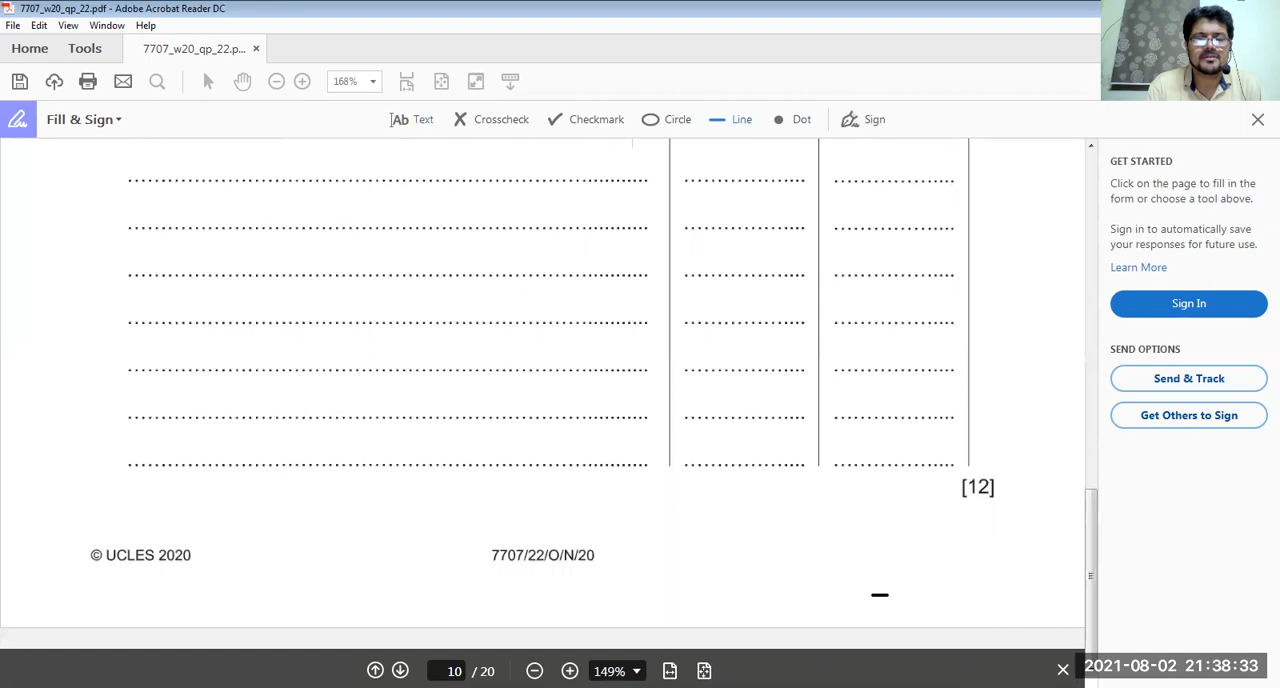 7707_w20_qp_22.pdf - Adobe Acrobat Reader DC
File Edit View Window Help
Home Tools 7707_w20_qp_22.p... ×
168%
Fill & Sign
Text Crosscheck Checkmark Circle Line Dot Sign
GET STARTED
Click on the page to fill in the
form or choose a tool above.
Sign in to automatically save
your responses for future use.
Learn More
Sign In
SEND OPTIONS
Send & Track
Get Others to Sign
[12]
© UCLES 2020 7707/22/O/N/20
10 / 20 149%
2021-08-02 21:38:33